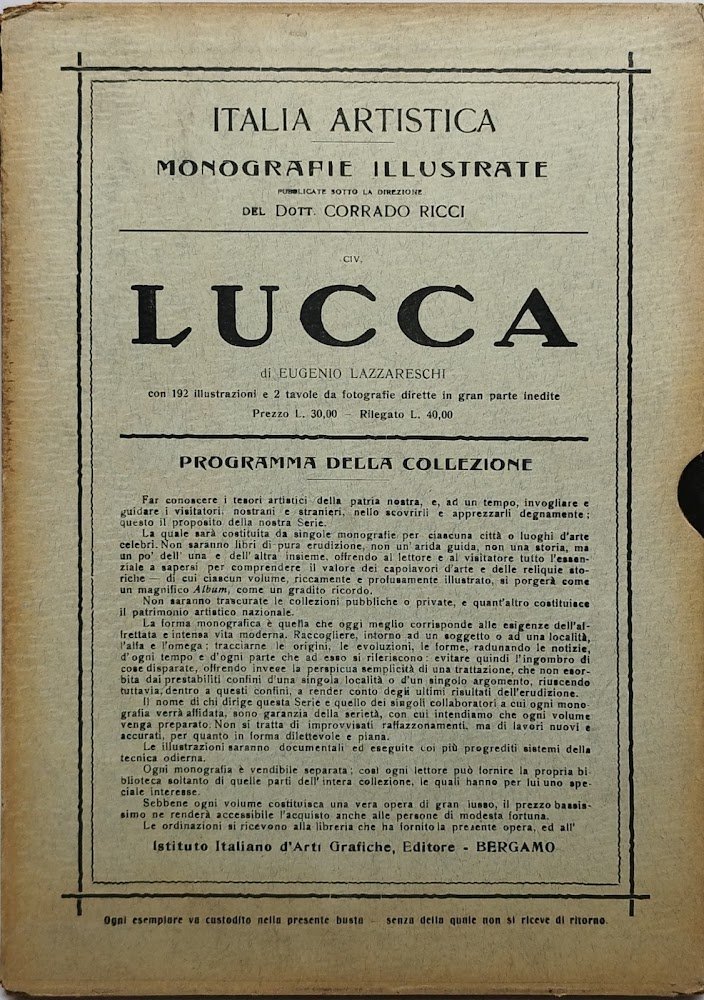 ITALIA ARTISTICA
MONOGRAFIE ILLUSTRATE
PUBBLICATE SOTTO LA DIREZIONE
DEL DOTT. CORRADO RICCI
CIV.
LUCCA
di EUGENIO LAZZARESCHI
con 192 illustrazioni e 2 tavole da fotografie dirette in gran parte inedite
Prezzo L. 30,00 - Rilegato L. 40,00
PROGRAMMA DELLA COLLEZIONE
Far conoscere i tesori artistici della patria nostra, e, ad un tempo, invogliare e
guidare i visitatori, nostrani e stranieri, nello scovrirli e apprezzarli degnamente;
questo il proposito della nostra Serie.
La quale sarà costituita da singole monografie per ciascuna città o luoghi d'arte
celebri. Non saranno libri di pura erudizione, non un'arida guida, non una storia, ma
un po' dell' una e dell' altra insieme, offrendo al lettore e al visitatore tutto l'essen-
ziale a sapersi per comprendere il valore dei capolavori d'arte e delle reliquie sto-
riche — di cui ciascun volume, riccamente e profusamente illustrato, si porgerà come
un magnifico Album, come un gradito ricordo.
Non saranno trascurate le collezioni pubbliche o private, e quant'altro costituisce
il patrimonio artistico nazionale.
La forma monografica è quella che oggi meglio corrisponde alle esigenze dell'af-
frettata e intensa vita moderna. Raccogliere, intorno ad un soggetto o ad una località,
l'alfa e l'omega; tracciarne le origini, le evoluzioni, le forme, radunando le notizie,
d'ogni tempo e d'ogni parte che ad esso si riferiscono; evitare quindi l'ingombro di
cose disparate, offrendo invece la perspicua semplicità di una trattazione, che non esor-
bita dai prestabiliti confini d'una singola località o d'un singolo argomento, riuscendo
tuttavia, dentro a questi confini, a render conto degli ultimi risultati dell'erudizione.
Il nome di chi dirige questa Serie e quello dei singoli collaboratori a cui ogni mono-
grafia verrà affidata, sono garanzia della serietà, con cui intendiamo che ogni volume
venga preparato. Non si tratta di improvvisati raffazzonamenti, ma di lavori nuovi e
accurati, per quanto in forma dilettevole e piana.
Le illustrazioni saranno documentali ed eseguite coi più progrediti sistemi della
tecnica odierna.
Ogni monografia è vendibile separata; così ogni lettore può fornire la propria bi-
blioteca soltanto di quelle parti dell'intera collezione, le quali hanno per lui uno spe-
ciale interesse.
Sebbene ogni volume costituisca una vera opera di gran lusso, il prezzo bassis-
simo ne renderà accessibile l'acquisto anche alle persone di modesta fortuna.
Le ordinazioni si ricevono alla libreria che ha fornito la presente opera, ed all'
Istituto Italiano d'Arti Grafiche, Editore - BERGAMO
Ogni esemplare va custodito nella presente busta — senza della quale non si riceve di ritorno.